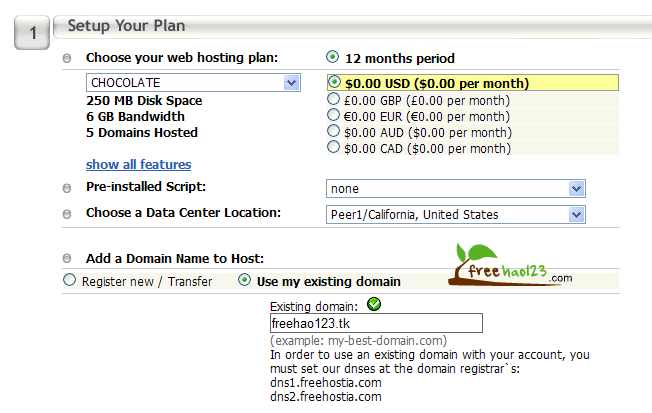 1
Setup Your Plan
Choose your web hosting plan:
12 months period
CHOCOLATE
$0.00 USD ($0.00 per month)
250 MB Disk Space
£0.00 GBP (£0.00 per month)
6 GB Bandwidth
€0.00 EUR (€0.00 per month)
5 Domains Hosted
$0.00 AUD ($0.00 per month)
$0.00 CAD ($0.00 per month)
show all features
Pre-installed Script:
none
Choose a Data Center Location:
Peer1/California, United States
Add a Domain Name to Host:
freehao123.com
Register new / Transfer
Use my existing domain
Existing domain:
freehao123.tk
(example: my-best-domain.com)
In order to use an existing domain with your account, you
must set our dnses at the domain registrar`s:
dns1.freehostia.com
dns2.freehostia.com